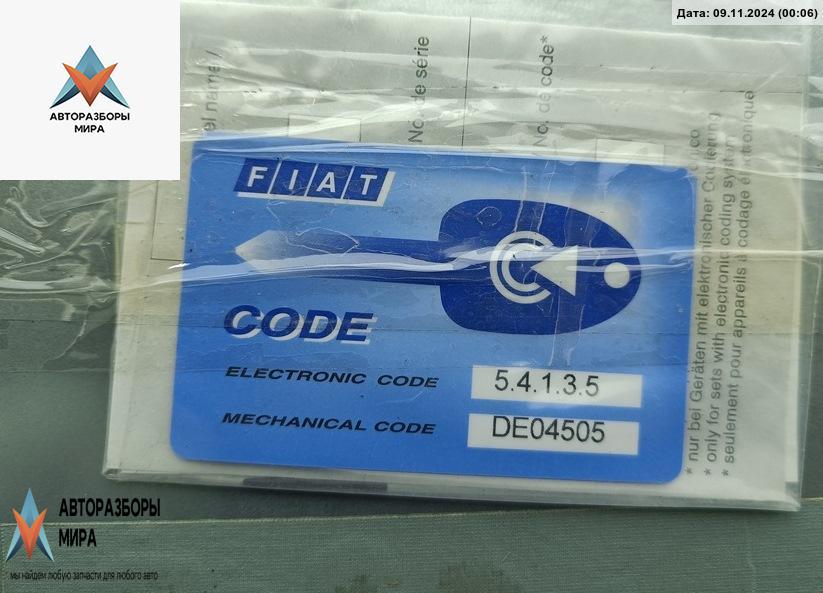 Дата: 09.11.2024 (00:06)
АВТОРАЗБОРЫ
МИРА
No. de série
No. de code*
FIAT
CODE
ELECTRONIC CODE 5.4.1.3.5
MECHANICAL CODE DE04505
* nur bei Geräten mit elektronischer Codierung
* only for sets with electronic coding system
* seulement pour appareils à codage électronique
АВТОРАЗБОРЫ
МИРА
мы найдем любую запчасти для любого авто